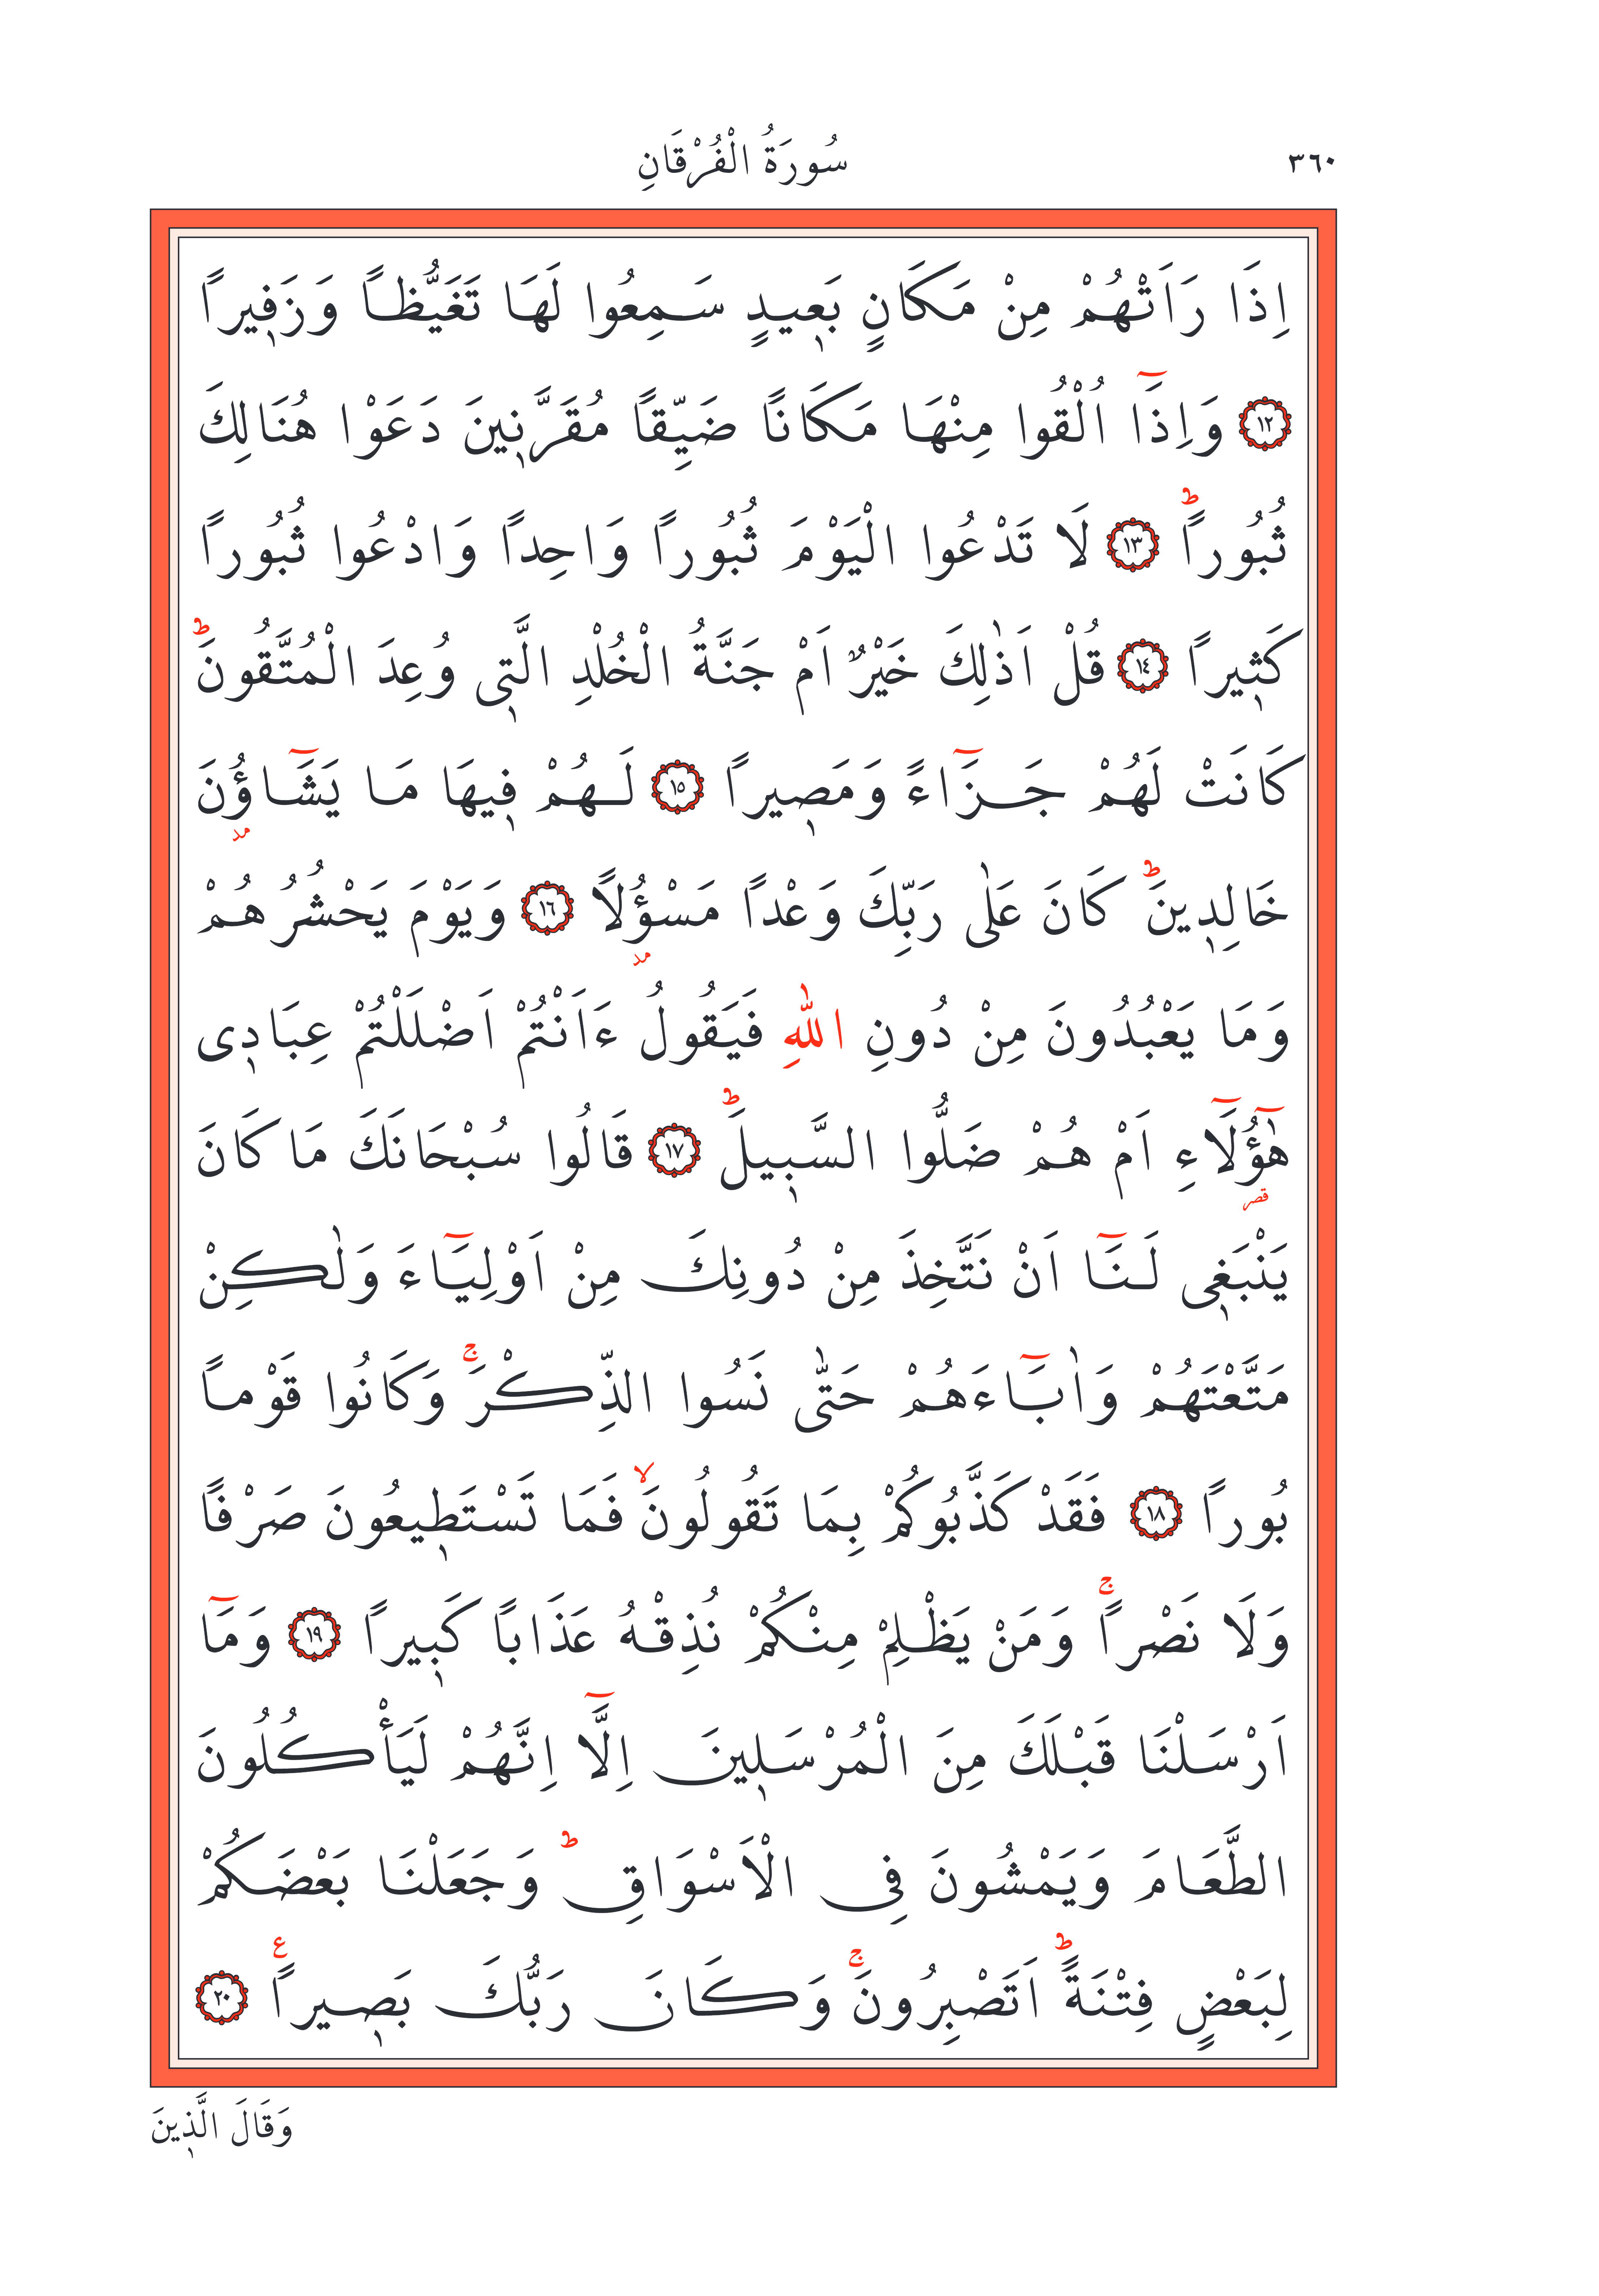 ٣٦٠
سُورَةُ الْفُرْقَانِ
اِذَا رَاَتْهُمْ مِنْ مَكَانٍ بَع۪يدٍ سَمِعُوا لَهَا تَغَيُّظاً وَزَف۪يراً
﴿١٢﴾ وَاِذَٓا اُلْقُوا مِنْهَا مَكَاناً ضَيِّقاً مُقَرَّن۪ينَ دَعَوْا هُنَالِكَ
ثُبُوراًۜ ﴿١٣﴾ لَا تَدْعُوا الْيَوْمَ ثُبُوراً وَاحِداً وَادْعُوا ثُبُوراً
كَث۪يراً ﴿١٤﴾ قُلْ اَذٰلِكَ خَيْرٌ اَمْ جَنَّةُ الْخُلْدِ الَّت۪ي وُعِدَ الْمُتَّقُونَۜ
كَانَتْ لَهُمْ جَزَٓاءً وَمَص۪يراً ﴿١٥﴾ لَهُمْ ف۪يهَا مَا يَشَٓاؤُ۫نَ
خَالِد۪ينَۜ كَانَ عَلٰى رَبِّكَ وَعْداً مَسْؤُ۫لاً ﴿١٦﴾ وَيَوْمَ يَحْشُرُهُمْ
وَمَا يَعْبُدُونَ مِنْ دُونِ اللّٰهِ فَيَقُولُ ءَاَنْتُمْ اَضْلَلْتُمْ عِبَاد۪ي
هٰٓؤُ۬لَٓاءِ اَمْ هُمْ ضَلُّوا السَّب۪يلَۜ ﴿١٧﴾ قَالُوا سُبْحَانَكَ مَا كَانَ
يَنْبَغ۪ي لَنَٓا اَنْ نَتَّخِذَ مِنْ دُونِكَ مِنْ اَوْلِيَٓاءَ وَلٰكِنْ
مَتَّعْتَهُمْ وَاٰبَٓاءَهُمْ حَتّٰى نَسُوا الذِّكْرَۚ وَكَانُوا قَوْماً
بُوراً ﴿١٨﴾ فَقَدْ كَذَّبُوكُمْ بِمَا تَقُولُونَۙ فَمَا تَسْتَط۪يعُونَ صَرْفاً
وَلَا نَصْراًۚ وَمَنْ يَظْلِمْ مِنْكُمْ نُذِقْهُ عَذَاباً كَب۪يراً ﴿١٩﴾ وَمَٓا
اَرْسَلْنَا قَبْلَكَ مِنَ الْمُرْسَل۪ينَ اِلَّٓا اِنَّهُمْ لَيَأْكُلُونَ
الطَّعَامَ وَيَمْشُونَ فِي الْاَسْوَاقِۜ وَجَعَلْنَا بَعْضَكُمْ
لِبَعْضٍ فِتْنَةًۜ اَتَصْبِرُونَۚ وَكَانَ رَبُّكَ بَص۪يراًࣖ ﴿٢٠﴾
وَقَالَ الَّذ۪ينَ